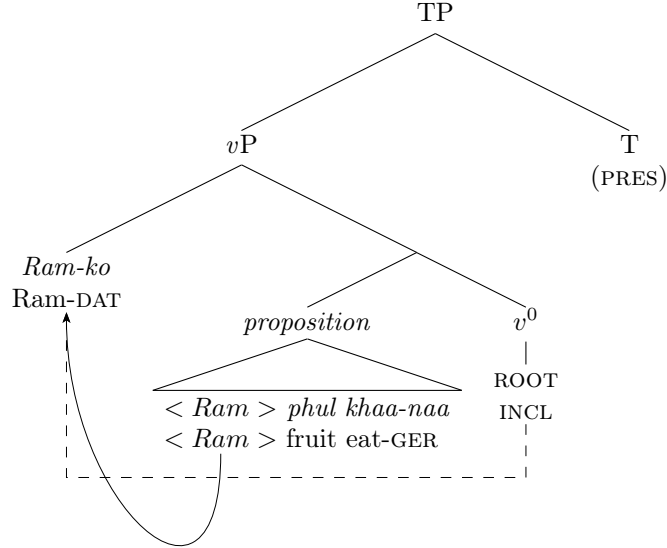 TP
vP
T
(PRES)
Ram-ko
Ram-DAT
proposition
v⁰
ROOT
INCL
< Ram > phul khaa-naa
< Ram > fruit eat-GER